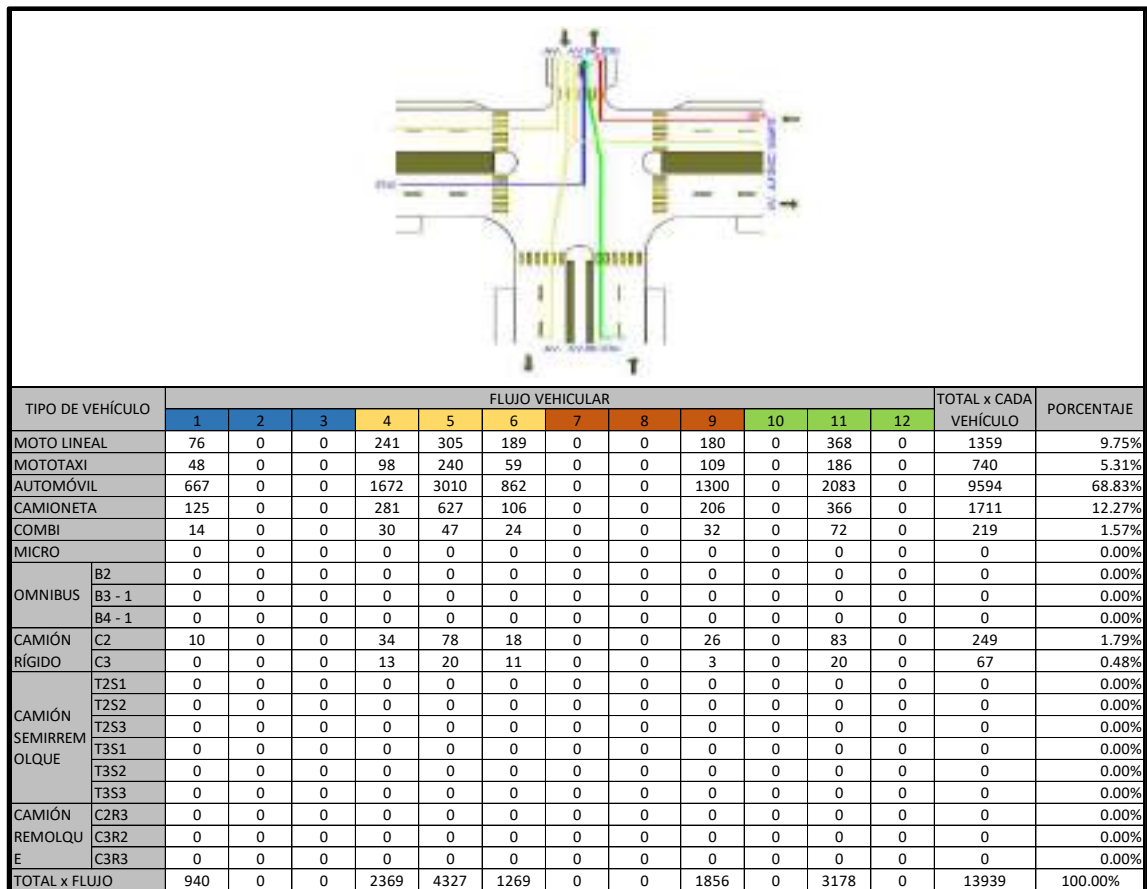 TIPO DE VEHÍCULO FLUJO VEHICULAR TOTAL x CADA VEHÍCULO PORCENTAJE
1 2 3 4 5 6 7 8 9 10 11 12
MOTO LINEAL 76 0 0 241 305 189 0 0 180 0 368 0 1359 9.75%
MOTOTAXI 48 0 0 98 240 59 0 0 109 0 186 0 740 5.31%
AUTOMÓVIL 667 0 0 1672 3010 862 0 0 1300 0 2083 0 9594 68.83%
CAMIONETA 125 0 0 281 627 106 0 0 206 0 366 0 1711 12.27%
COMBI 14 0 0 30 47 24 0 0 32 0 72 0 219 1.57%
MICRO 0 0 0 0 0 0 0 0 0 0 0 0 0 0.00%
OMNIBUS B2 0 0 0 0 0 0 0 0 0 0 0 0 0 0.00%
B3 - 1 0 0 0 0 0 0 0 0 0 0 0 0 0 0.00%
B4 - 1 0 0 0 0 0 0 0 0 0 0 0 0 0 0.00%
CAMIÓN RÍGIDO C2 10 0 0 34 78 18 0 0 26 0 83 0 249 1.79%
C3 0 0 0 13 20 11 0 0 3 0 20 0 67 0.48%
CAMIÓN SEMIRREMOLQUE T2S1 0 0 0 0 0 0 0 0 0 0 0 0 0 0.00%
T2S2 0 0 0 0 0 0 0 0 0 0 0 0 0 0.00%
T2S3 0 0 0 0 0 0 0 0 0 0 0 0 0 0.00%
T3S1 0 0 0 0 0 0 0 0 0 0 0 0 0 0.00%
T3S2 0 0 0 0 0 0 0 0 0 0 0 0 0 0.00%
T3S3 0 0 0 0 0 0 0 0 0 0 0 0 0 0.00%
CAMIÓN REMOLQUE C2R3 0 0 0 0 0 0 0 0 0 0 0 0 0 0.00%
C3R2 0 0 0 0 0 0 0 0 0 0 0 0 0 0.00%
C3R3 0 0 0 0 0 0 0 0 0 0 0 0 0 0.00%
TOTAL x FLUJO 940 0 0 2369 4327 1269 0 0 1856 0 3178 0 13939 100.00%